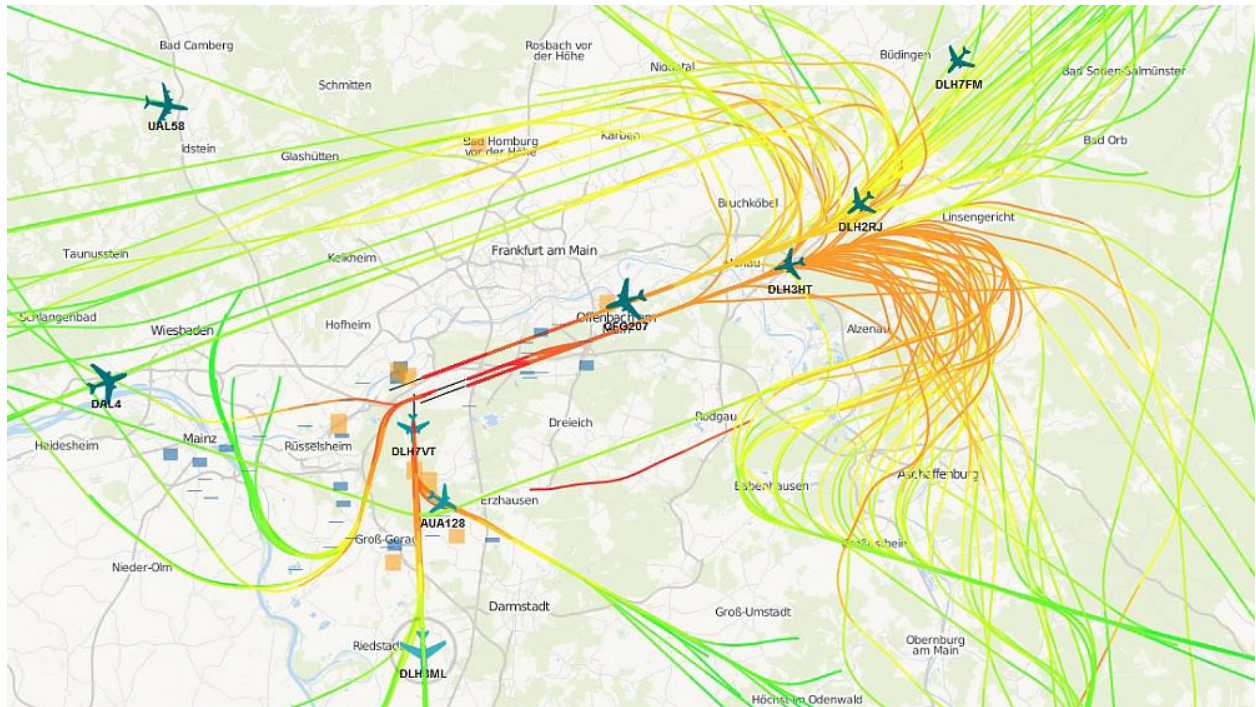 Bad Camberg
Rosbach vor
der Höhe
Büdingen
Schmitten
Bad Soden-Salmünster
DLH7FM
UAL58
Idstein
Glashütten
Bad Homburg
vor der Höhe
Karben
Bad Orb
Bruchköbel
DLH2RJ
Linsengericht
Taunusstein
Kelkheim
Frankfurt am Main
DLH3HT
Schlangenbad
Wiesbaden
Hofheim
Offenbach am
CFG207
Alzenau
DAL4
Mainz
Heidesheim
Rüsselsheim
DLH7VT
Dreieich
Rodgau
Babenhausen
Aschaffenburg
Erzhausen
AUA128
Groß-Gerau
Nieder-Olm
Darmstadt
Groß-Umstadt
Riedstadt
DLH8ML
Obernburg
am Main
Höchst im Odenwald